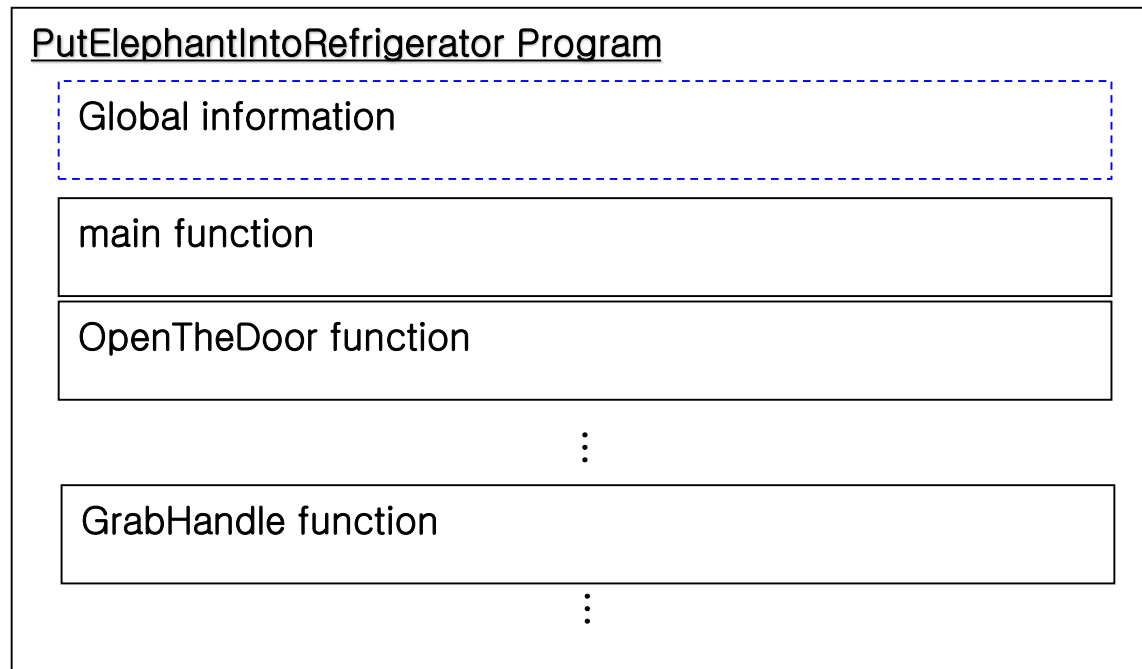 PutElephantIntoRefrigerator Program
Global information
main function
OpenTheDoor function
⋮
GrabHandle function
⋮